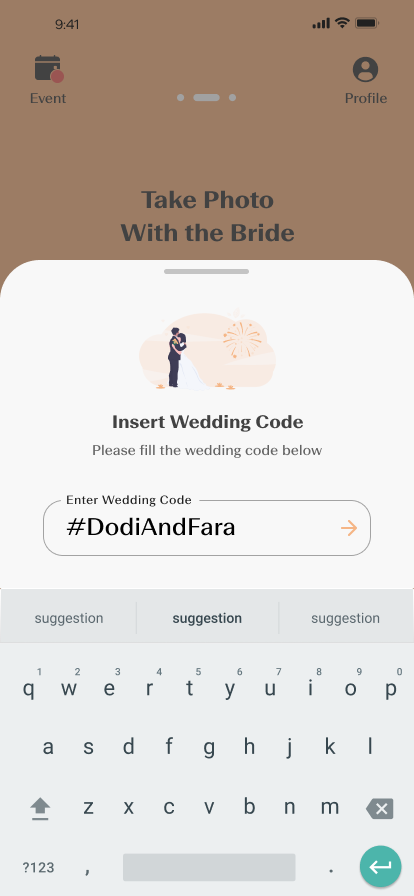 9:41
Event
Profile
Take Photo
With the Bride
Insert Wedding Code
Please fill the wedding code below
Enter Wedding Code
#DodiAndFara
suggestion suggestion suggestion
1 2 3 4 5 6 7 8 9 0
q w e r t y u i o p
a s d f g h j k l
z x c v b n m
?123 , .